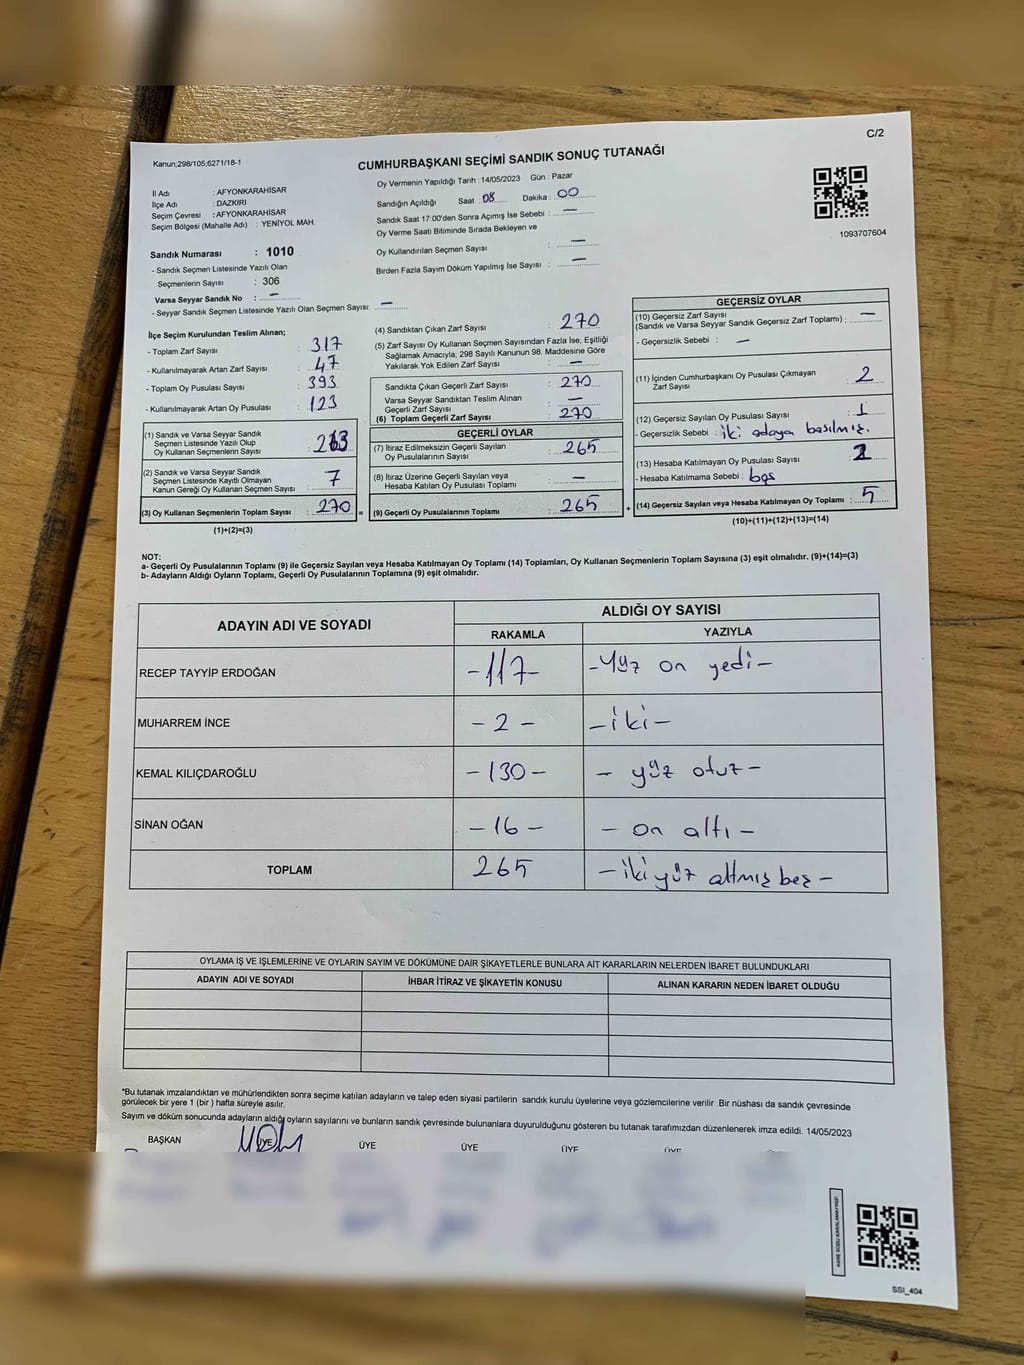 C/2
Kanun;298/105,6271/18-1
CUMHURBAŞKANI SEÇİMİ SANDIK SONUÇ TUTANAĞI
İl Adı : AFYONKARAHİSAR
İlçe Adı : DAZKIRI
Seçim Çevresi : AFYONKARAHİSAR
Seçim Bölgesi (Mahalle Adı) : YENİYOL MAH.
Oy Vermenin Yapıldığı Tarih : 14/05/2023 Gün : Pazar
Sandığın Açıldığı Saat : 08 Dakika : 00
Sandık Saat 17:00'den Sonra Açımış İse Sebebi : —
Oy Verme Saati Bitiminde Sırada Bekleyen ve
Oy Kullandırılan Seçmen Sayısı : —
Birden Fazla Sayım Döküm Yapılmış İse Sayısı : —
1093707604
Sandık Numarası : 1010
- Sandık Seçmen Listesinde Yazılı Olan
Seçmenlerin Sayısı : 306
Varsa Seyyar Sandık No : —
- Seyyar Sandık Seçmen Listesinde Yazılı Olan Seçmen Sayısı: —
İlçe Seçim Kurulundan Teslim Alınan;
- Toplam Zarf Sayısı : 317
- Kullanılmayarak Artan Zarf Sayısı : 47
- Toplam Oy Pusulası Sayısı : 393
- Kullanılmayarak Artan Oy Pusulası : 123
(1) Sandık ve Varsa Seyyar Sandık
Seçmen Listesinde Yazılı Olup
Oy Kullanan Seçmenlerin Sayısı : 263
(2) Sandık ve Varsa Seyyar Sandık
Seçmen Listesinde Kayıtlı Olmayan
Kanun Gereği Oy Kullanan Seçmen Sayısı : 7
(3) Oy Kullanan Seçmenlerin Toplam Sayısı : 270
(1)+(2)=(3)
(4) Sandıktan Çıkan Zarf Sayısı : 270
(5) Zarf Sayısı Oy Kullanan Seçmen Sayısından Fazla İse, Eşitliği
Sağlamak Amacıyla, 298 Sayılı Kanunun 98. Maddesine Göre
Yakılarak Yok Edilen Zarf Sayısı : —
Sandıkta Çıkan Geçerli Zarf Sayısı : 270
Varsa Seyyar Sandıktan Teslim Alınan
Geçerli Zarf Sayısı : —
(6) Toplam Geçerli Zarf Sayısı : 270
GEÇERLİ OYLAR
(7) İtiraz Edilmeksizin Geçerli Sayılan
Oy Pusulalarının Sayısı : 265
(8) İtiraz Üzerine Geçerli Sayılan veya
Hesaba Katılan Oy Pusulası Toplamı : —
= (9) Geçerli Oy Pusulalarının Toplamı : 265
GEÇERSİZ OYLAR
(10) Geçersiz Zarf Sayısı
(Sandık ve Varsa Seyyar Sandık Geçersiz Zarf Toplamı) : —
- Geçersizlik Sebebi : —
(11) İçinden Cumhurbaşkanı Oy Pusulası Çıkmayan
Zarf Sayısı : 2
(12) Geçersiz Sayılan Oy Pusulası Sayısı : 1
- Geçersizlik Sebebi : iki adaya basılmış.
(13) Hesaba Katılmayan Oy Pusulası Sayısı : 2
- Hesaba Katılmama Sebebi : boş
+ (14) Geçersiz Sayılan veya Hesaba Katılmayan Oy Toplamı : 5
(10)+(11)+(12)+(13)=(14)
NOT:
a- Geçerli Oy Pusulalarının Toplamı (9) ile Geçersiz Sayılan veya Hesaba Katılmayan Oy Toplamı (14) Toplamları, Oy Kullanan Seçmenlerin Toplam Sayısına (3) eşit olmalıdır. (9)+(14)=(3)
b- Adayların Aldığı Oyların Toplamı, Geçerli Oy Pusulalarının Toplamına (9) eşit olmalıdır.
ADAYIN ADI VE SOYADI
ALDIĞI OY SAYISI
RAKAMLA YAZIYLA
RECEP TAYYİP ERDOĞAN -117- -Yüz on yedi-
MUHARREM İNCE - 2 - -iki-
KEMAL KILIÇDAROĞLU -130- - yüz otuz -
SİNAN OĞAN -16- - on altı -
TOPLAM 265 -iki yüz altmış beş -
OYLAMA İŞ VE İŞLEMLERİNE VE OYLARIN SAYIM VE DÖKÜMÜNE DAİR ŞİKAYETLERLE BUNLARA AİT KARARLARIN NELERDEN İBARET BULUNDUKLARI
ADAYIN ADI VE SOYADI İHBAR İTİRAZ VE ŞİKAYETİN KONUSU ALINAN KARARIN NEDEN İBARET OLDUĞU
*Bu tutanak imzalandıktan ve mühürlendikten sonra seçime katılan adayların ve talep eden siyasi partilerin sandık kurulu üyelerine veya gözlemcilerine verilir .Bir nüshası da sandık çevresinde
görülecek bir yere 1 (bir ) hafta süreyle asılır.
Sayım ve döküm sonucunda adayların aldığı oyların sayılarını ve bunların sandık çevresinde bulunanlara duyurulduğunu gösteren bu tutanak tarafımızdan düzenlenerek imza edildi. 14/05/2023
BAŞKAN ÜYE ÜYE ÜYE ÜYE ÜYE
KARE KODU KARALAMAYINIZ!
SSI_404